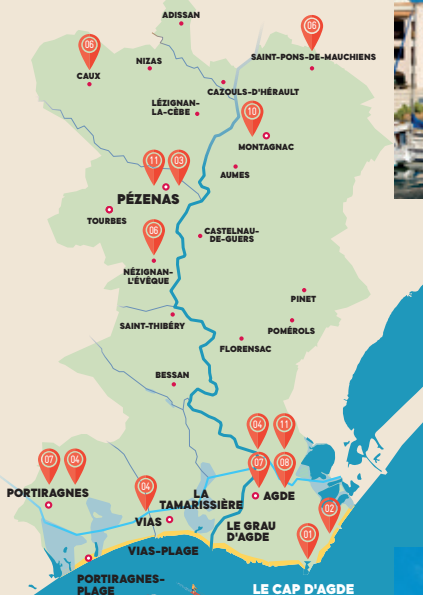 ADISSAN
06
06
NIZAS
SAINT-PONS-DE-MAUCHIENS
CAUX
CAZOULS-D'HÉRAULT
LÉZIGNAN-
LA-CÈBE
10
MONTAGNAC
11
03
AUMES
PÉZENAS
TOURBES
06
CASTELNAU-
DE-GUERS
NÉZIGNAN-
L'ÉVÊQUE
PINET
SAINT-THIBÉRY
POMÉROLS
FLORENSAC
BESSAN
04
11
07
04
07
08
04
PORTIRAGNES
LA
TAMARISSIÈRE
AGDE
02
VIAS
LE GRAU
D'AGDE
01
VIAS-PLAGE
PORTIRAGNES-
PLAGE
LE CAP D'AGDE